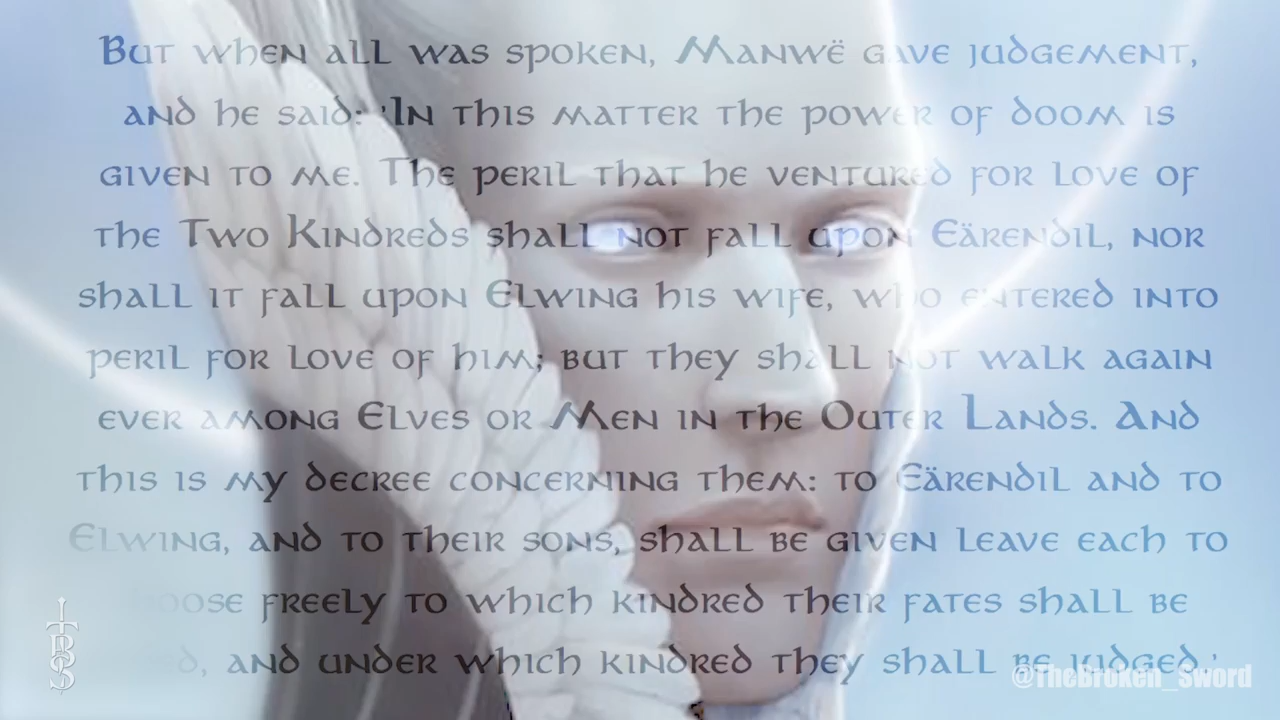 But when all was spoken, Manwë gave judgement,
and he said: 'In this matter the power of doom is
given to me. The peril that he ventured for love of
the Two Kindreds shall not fall upon Eärendil, nor
shall it fall upon Elwing his wife, who entered into
peril for love of him; but they shall not walk again
ever among Elves or Men in the Outer Lands. And
this is my decree concerning them: to Eärendil and to
Elwing, and to their sons, shall be given leave each to
freely to which kindred their fates shall be
and under which kindred they shall be judged.'
@TheBroken_Sword